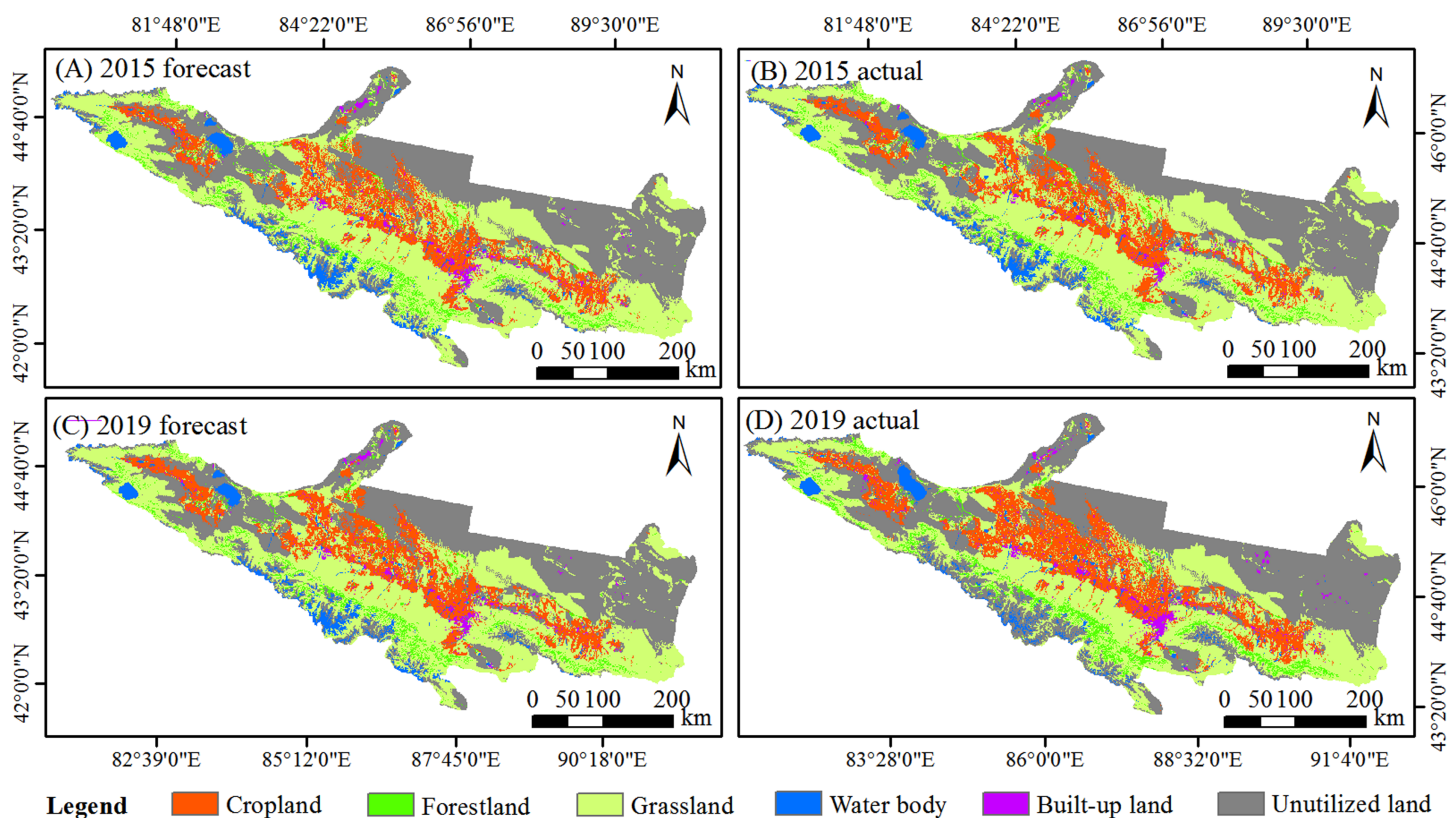 81°48'0"E 84°22'0"E 86°56'0"E 89°30'0"E 81°48'0"E 84°22'0"E 86°56'0"E 89°30'0"E
(A) 2015 forecast
N
44°40'0"N
43°20'0"N
42°0'0"N
0 50 100 200
km
(B) 2015 actual
N
46°0'0"N
44°40'0"N
43°20'0"N
0 50 100 200
km
(C) 2019 forecast
N
44°40'0"N
43°20'0"N
42°0'0"N
0 50 100 200
km
(D) 2019 actual
N
46°0'0"N
44°40'0"N
43°20'0"N
0 50 100 200
km
82°39'0"E 85°12'0"E 87°45'0"E 90°18'0"E 83°28'0"E 86°0'0"E 88°32'0"E 91°4'0"E
Legend Cropland Forestland Grassland Water body Built-up land Unutilized land